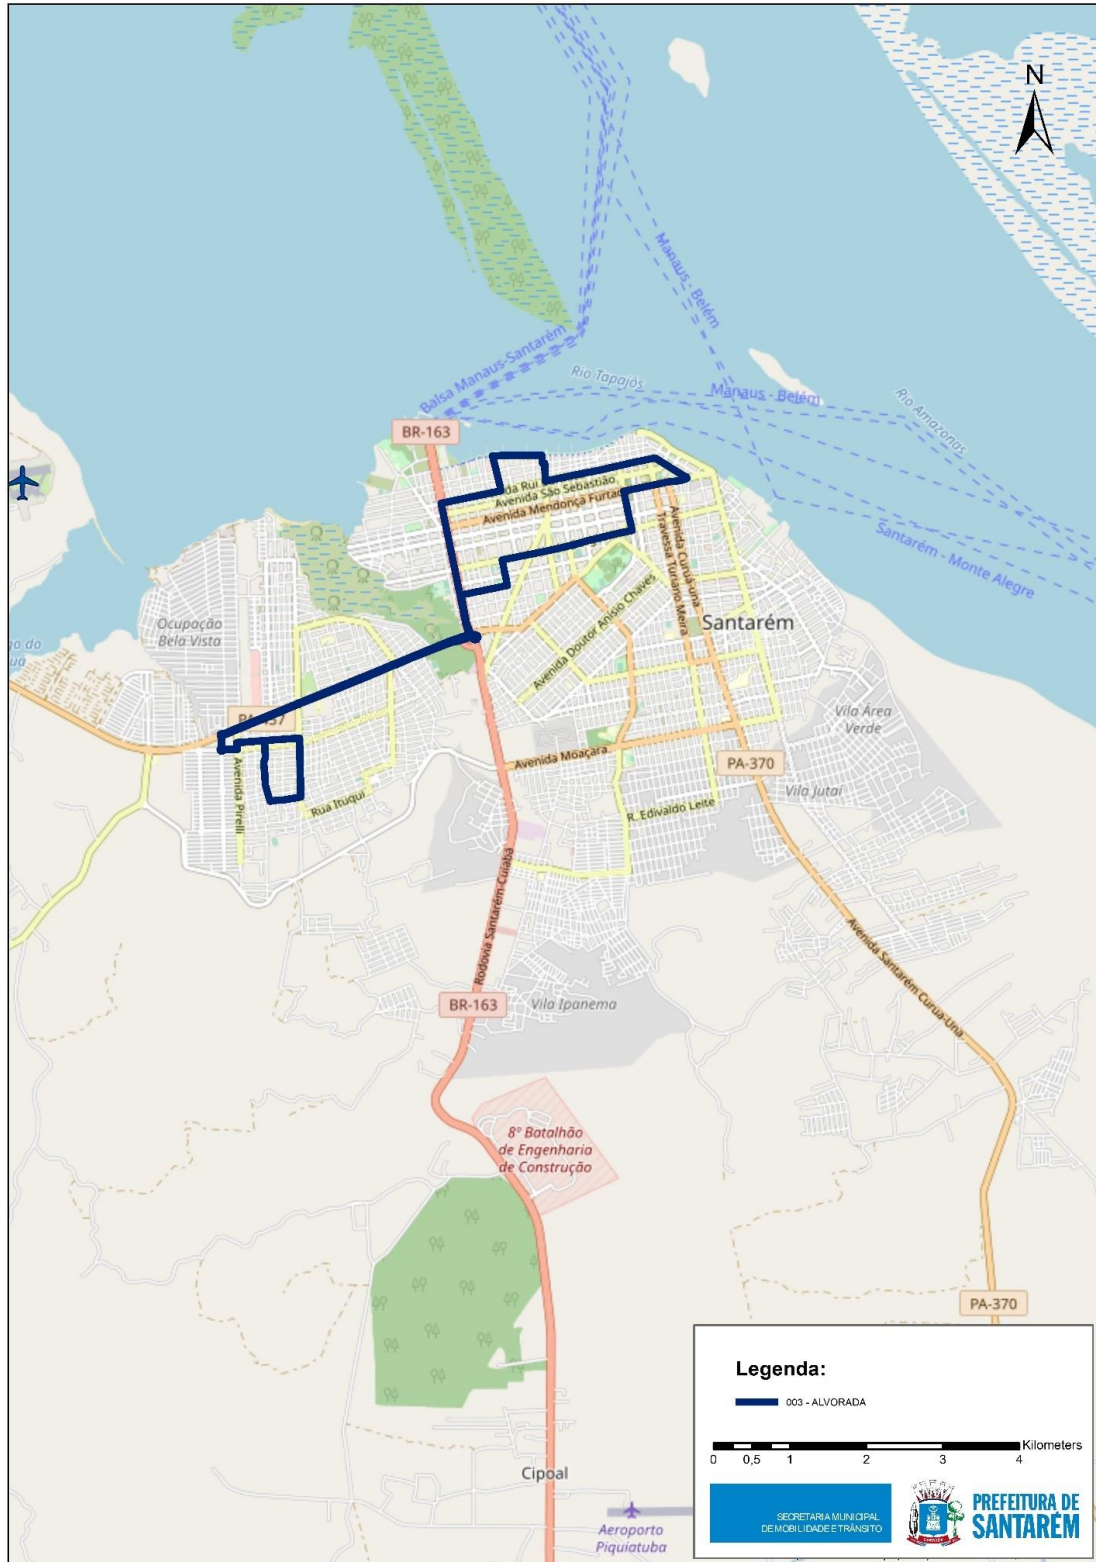 N
Manaus - Belém
Balsa Manaus-Santarém
Rio Tapajós
Manaus - Belém
Rio Amazonas
BR-163
Avenida São Sebastião
Avenida Mendonça Furtad
Santarém - Monte Alegre
Avenida Curuá-una
Travessa Turiano Meira
Avenida Doutor Anísio Chaves
Santarém
Ocupação
Bela Vista
Vila Área
Verde
Avenida Moaçara
PA-370
Avenida Pirelli
Rua Ituqui
Vila Jutaí
R. Edivaldo Leite
Rodovia Santarém-Cuiabá
Avenida Santarém Curuá-Una
BR-163
Vila Ipanema
8º Batalhão
de Engenharia
de Construção
PA-370
Legenda:
003 - ALVORADA
Kilometers
0 0,5 1 2 3 4
Cipoal
Aeroporto
Piquiatuba
SECRETARIA MUNICIPAL
DE MOBILIDADE E TRÂNSITO
PREFEITURA DE
SANTARÉM